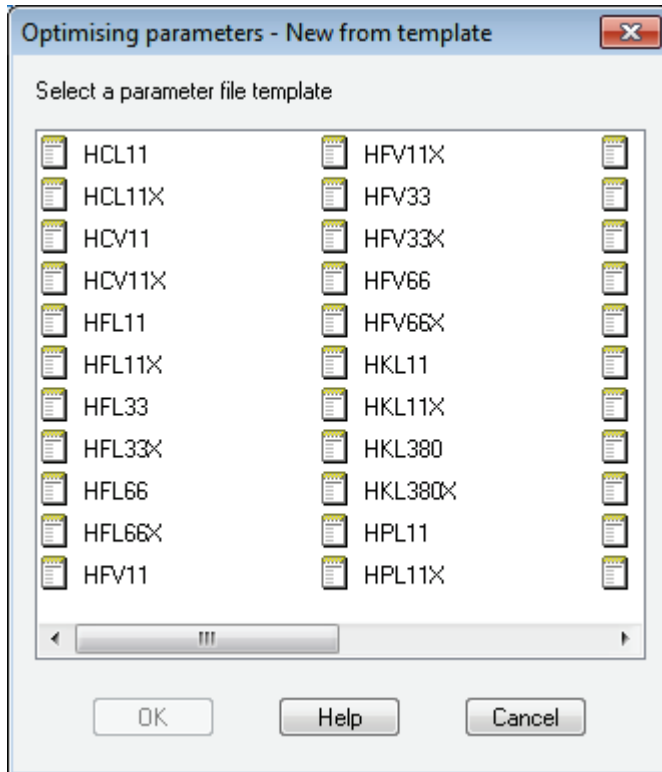 Optimising parameters - New from template
Select a parameter file template
HCL11
HCL11X
HCV11
HCV11X
HFL11
HFL11X
HFL33
HFL33X
HFL66
HFL66X
HFV11
HFV11X
HFV33
HFV33X
HFV66
HFV66X
HKL11
HKL11X
HKL380
HKL380X
HPL11
HPL11X
OK
Help
Cancel